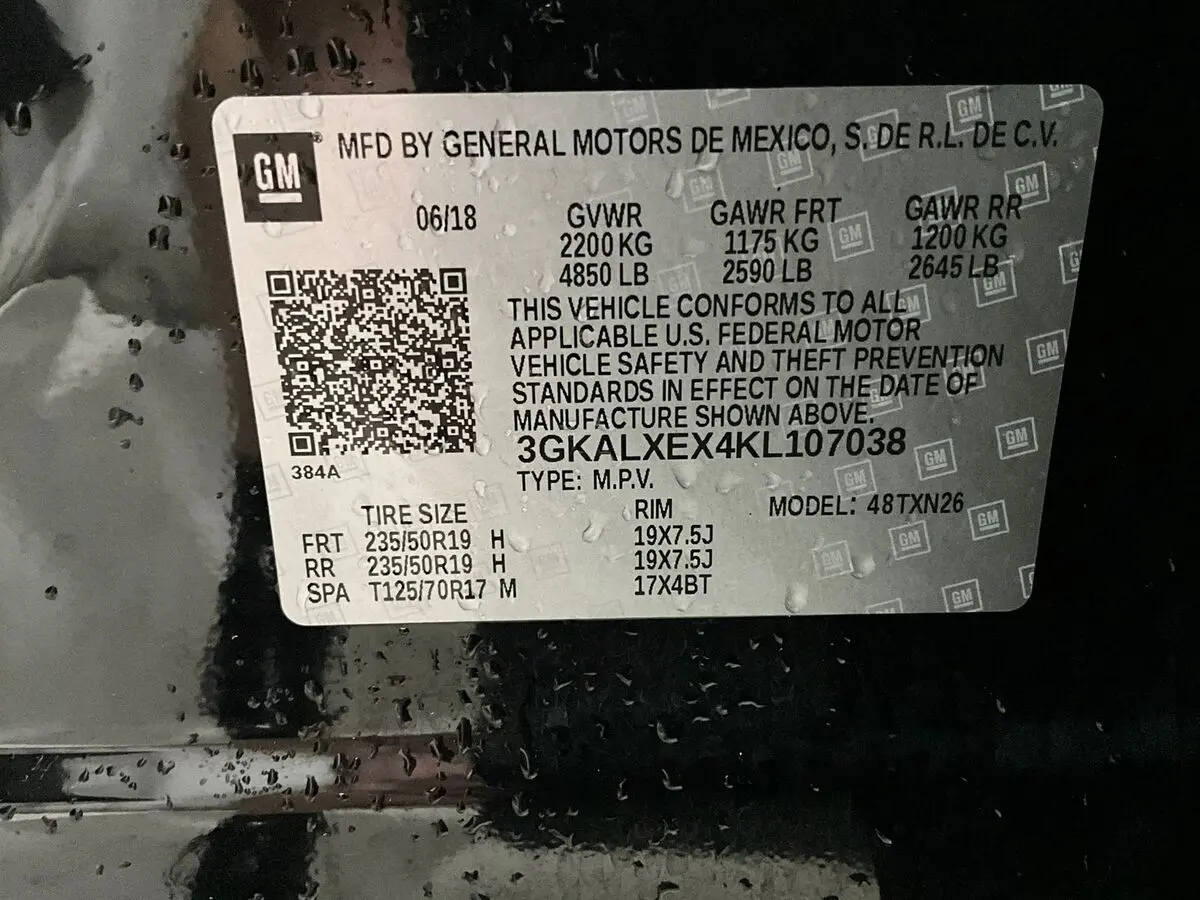 GM ® MFD BY GENERAL MOTORS DE MEXICO, S. DE R.L. DE C.V.
06/18 GVWR GAWR FRT GAWR RR
2200 KG 1175 KG 1200 KG
4850 LB 2590 LB 2645 LB
THIS VEHICLE CONFORMS TO ALL
APPLICABLE U.S. FEDERAL MOTOR
VEHICLE SAFETY AND THEFT PREVENTION
STANDARDS IN EFFECT ON THE DATE OF
MANUFACTURE SHOWN ABOVE.
3GKALXEX4KL107038
384A
TYPE: M.P.V.
TIRE SIZE RIM MODEL: 48TXN26
FRT 235/50R19 H 19X7.5J
RR 235/50R19 H 19X7.5J
SPA T125/70R17 M 17X4BT